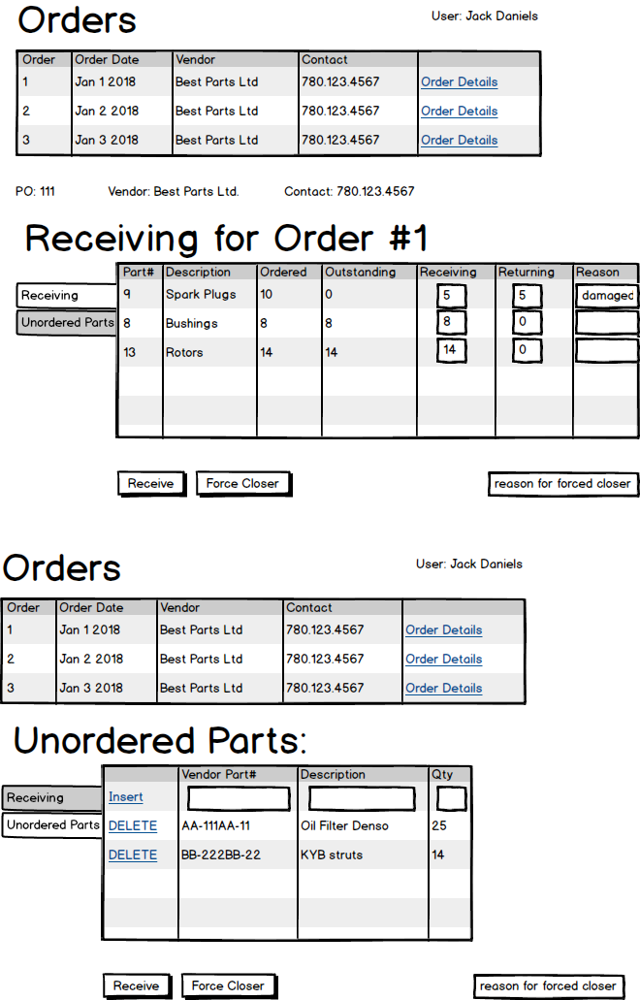 Orders
User: Jack Daniels
Order Order Date Vendor Contact
1 Jan 1 2018 Best Parts Ltd 780.123.4567 Order Details
2 Jan 2 2018 Best Parts Ltd 780.123.4567 Order Details
3 Jan 3 2018 Best Parts Ltd 780.123.4567 Order Details
PO: 111 Vendor: Best Parts Ltd. Contact: 780.123.4567
Receiving for Order #1
Part# Description Ordered Outstanding Receiving Returning Reason
Receiving
9 Spark Plugs 10 0 5 5 damaged
Unordered Parts
8 Bushings 8 8 8 0
13 Rotors 14 14 14 0
Receive Force Closer reason for forced closer
Orders
User: Jack Daniels
Order Order Date Vendor Contact
1 Jan 1 2018 Best Parts Ltd 780.123.4567 Order Details
2 Jan 2 2018 Best Parts Ltd 780.123.4567 Order Details
3 Jan 3 2018 Best Parts Ltd 780.123.4567 Order Details
Unordered Parts:
Vendor Part# Description Qty
Receiving
Insert
Unordered Parts
DELETE AA-111AA-11 Oil Filter Denso 25
DELETE BB-222BB-22 KYB struts 14
Receive Force Closer reason for forced closer